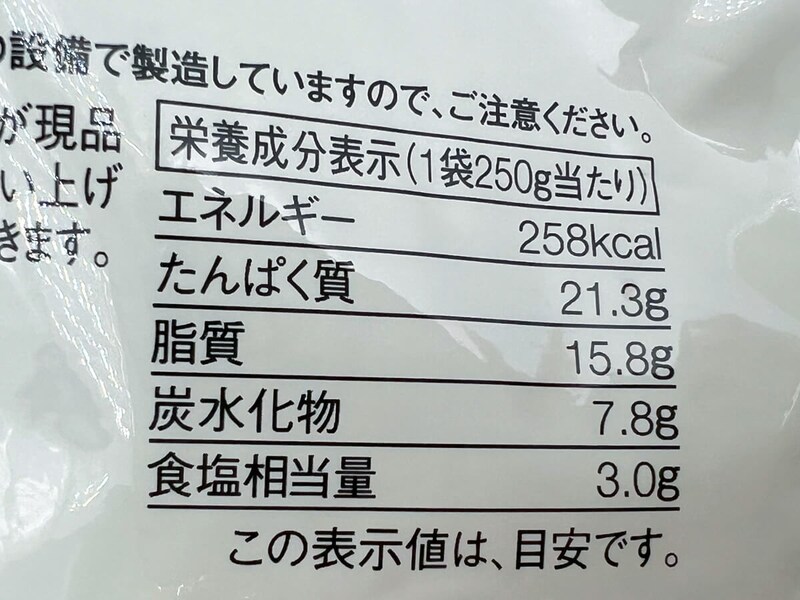 の設備で製造していますので、ご注意ください。
が現品
い上げ
きます。
栄養成分表示(1袋250g当たり)
エネルギー 258kcal
たんぱく質 21.3g
脂質 15.8g
炭水化物 7.8g
食塩相当量 3.0g
この表示値は、目安です。